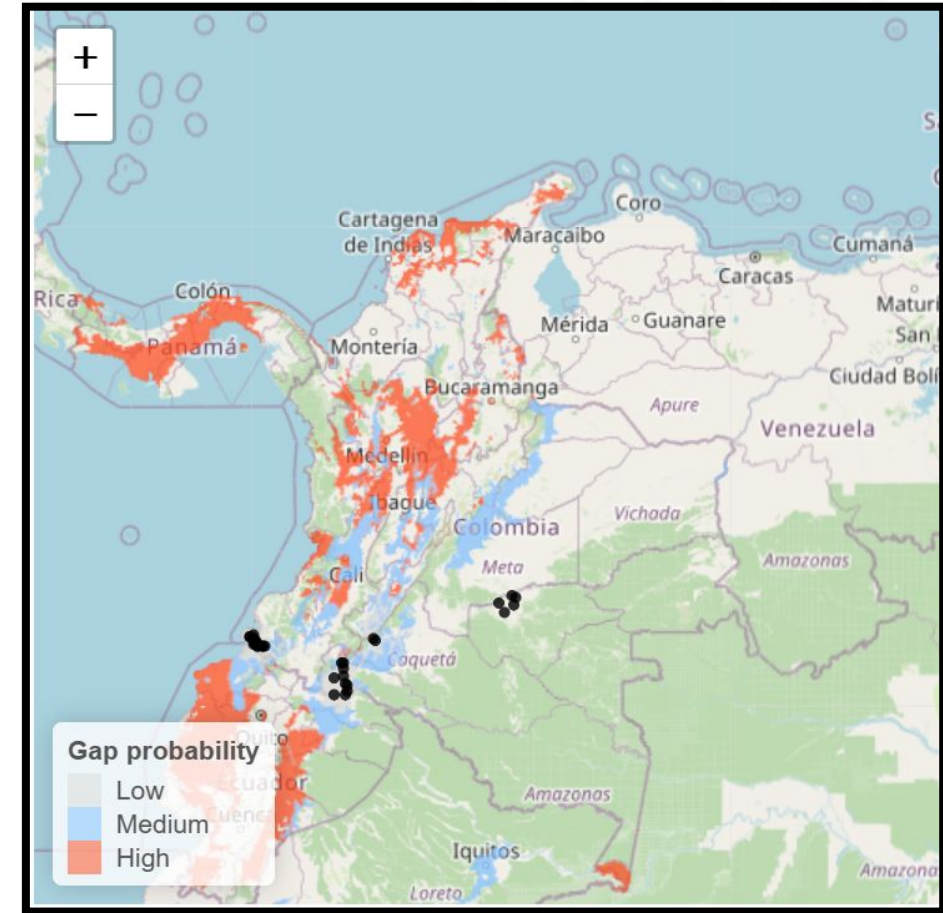 +
−
S
Coro
Cartagena
de Indias
Maracaibo
Cumaná
Caracas
Rica
Colón
Maturi
Mérida
Guanare
San
Panamá
Montería
Ciudad Bolí
Bucaramanga
Apure
Venezuela
Medellín
Ibagué
Vichada
Colombia
Amazonas
Meta
Cali
Caquetá
Quito
Gap probability
Ecuador
Low
Amazonas
Cuenca
Medium
Iquitos
High
Amazona
Loreto